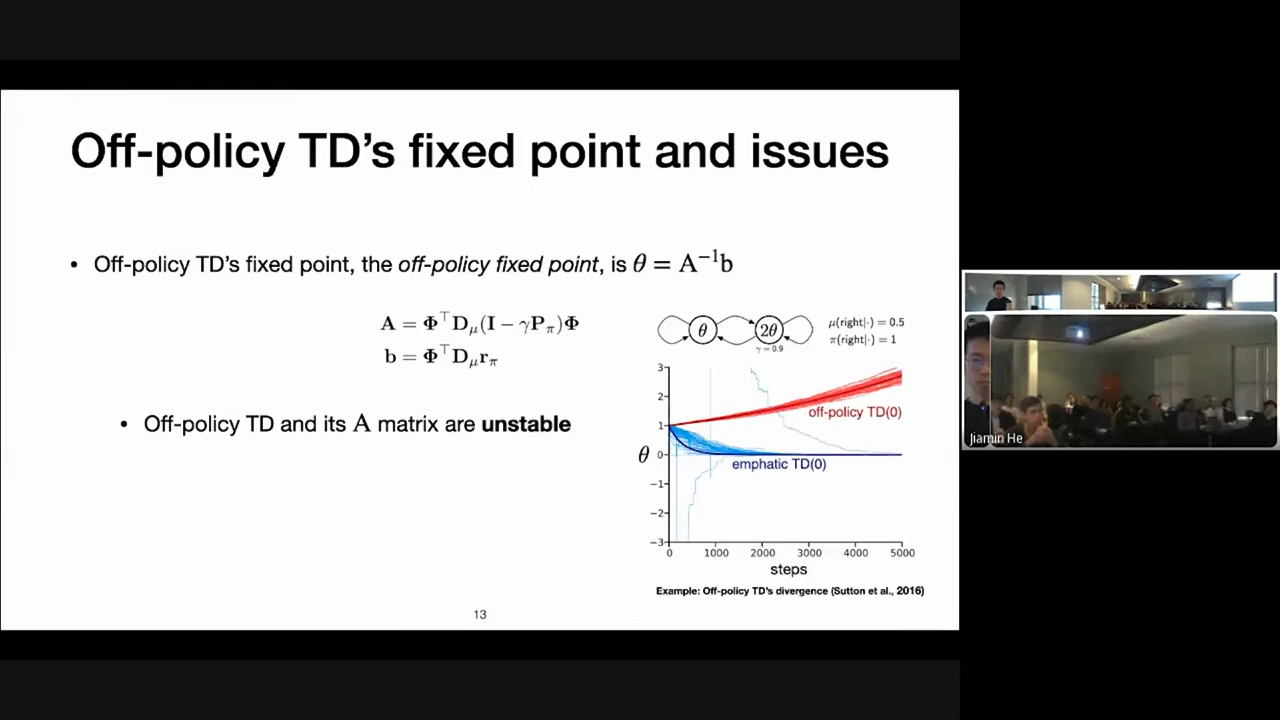 Off-policy TD's fixed point and issues
• Off-policy TD's fixed point, the off-policy fixed point, is θ = A⁻¹b
A = Φ⊤D_μ(I − γP_π)Φ
b = Φ⊤D_μr_π
• Off-policy TD and its A matrix are unstable
θ 2θ
γ = 0.9
μ(right|·) = 0.5
π(right|·) = 1
3
2
1
0
−1
−2
−3
θ
off-policy TD(0)
emphatic TD(0)
0 1000 2000 3000 4000 5000
steps
Example: Off-policy TD's divergence (Sutton et al., 2016)
13
Jiamin He